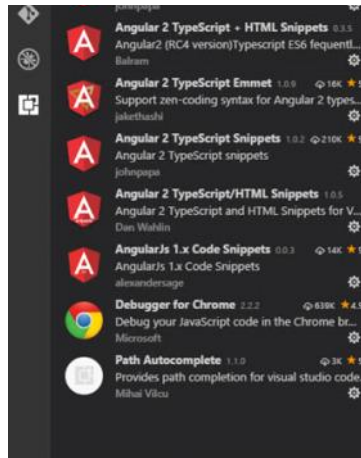 johnpapa
Angular 2 TypeScript + HTML Snippets 0.3.5
Angular2 (RC4 version)Typescript ES6 fequentl...
Balram
Angular 2 TypeScript Emmet 1.0.9 16K
Support zen-coding syntax for Angular 2 types...
jakethashi
Angular 2 TypeScript Snippets 1.0.2 210K
Angular 2 TypeScript snippets
johnpapa
Angular 2 TypeScript/HTML Snippets 1.0.5
Angular 2 TypeScript and HTML Snippets for V...
Dan Wahlin
AngularJs 1.x Code Snippets 0.0.3 14K
AngularJs 1.x Code Snippets
alexandersage
Debugger for Chrome 2.2.2 639K 4.
Debug your JavaScript code in the Chrome br...
Microsoft
Path Autocomplete 1.1.0 3K
Provides path completion for visual studio code.
Mihai Vilcu